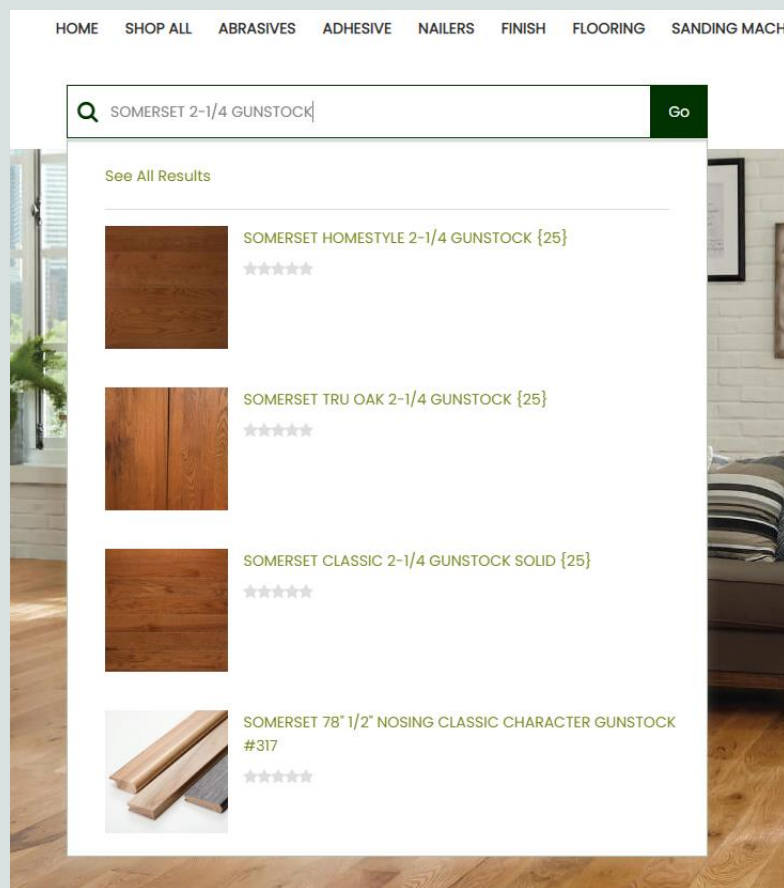 HOME SHOP ALL ABRASIVES ADHESIVE NAILERS FINISH FLOORING SANDING MACH
SOMERSET 2-1/4 GUNSTOCK Go
See All Results
SOMERSET HOMESTYLE 2-1/4 GUNSTOCK {25}
SOMERSET TRU OAK 2-1/4 GUNSTOCK {25}
SOMERSET CLASSIC 2-1/4 GUNSTOCK SOLID {25}
SOMERSET 78" 1/2" NOSING CLASSIC CHARACTER GUNSTOCK
#317